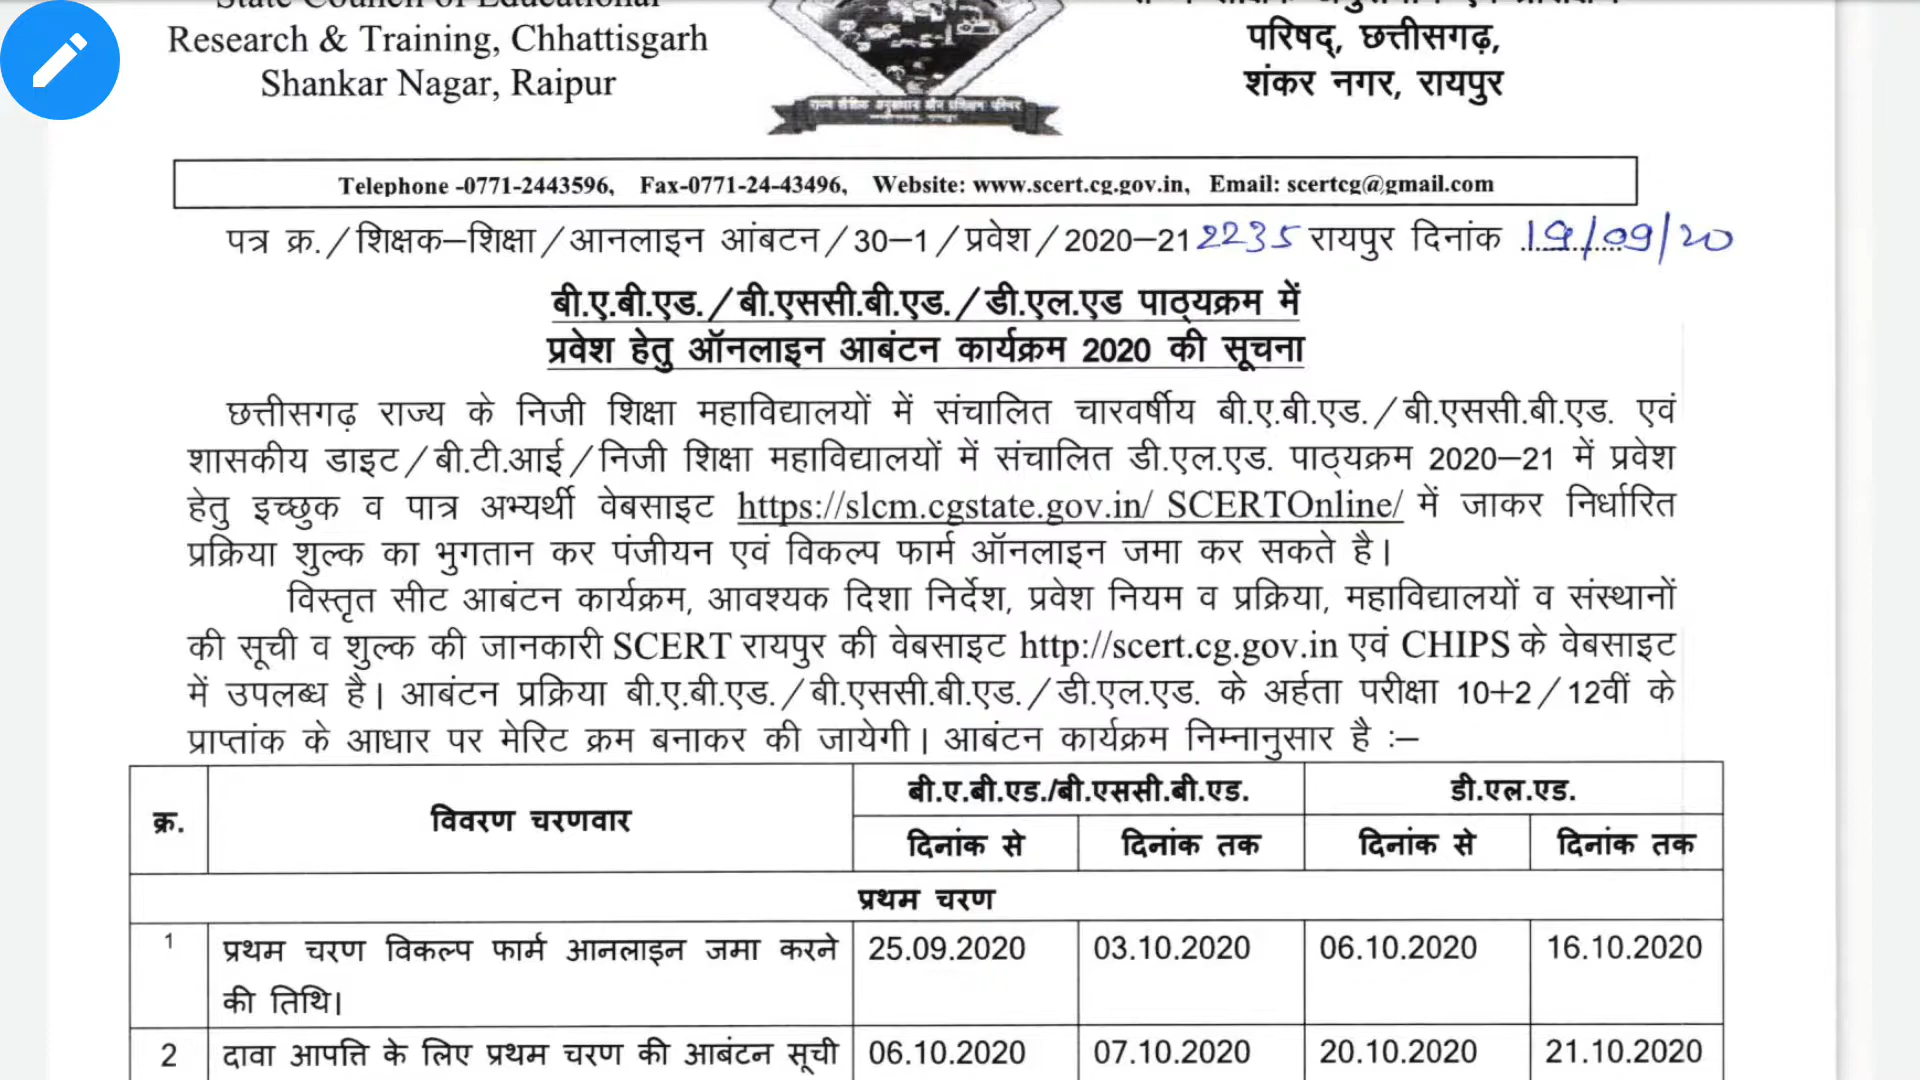 State Council of Educational
Research & Training, Chhattisgarh
Shankar Nagar, Raipur
परिषद्, छत्तीसगढ़,
शंकर नगर, रायपुर
Telephone -0771-2443596, Fax-0771-24-43496, Website: www.scert.cg.gov.in, Email: scertcg@gmail.com
पत्र क्र./शिक्षक–शिक्षा/आनलाइन आंबटन/30–1/प्रवेश/2020–21 2235 रायपुर दिनांक 19/09/20
बी.ए.बी.एड./बी.एससी.बी.एड./डी.एल.एड पाठ्यक्रम में
प्रवेश हेतु ऑनलाइन आबंटन कार्यक्रम 2020 की सूचना
छत्तीसगढ़ राज्य के निजी शिक्षा महाविद्यालयों में संचालित चारवर्षीय बी.ए.बी.एड./बी.एससी.बी.एड. एवं
शासकीय डाइट/बी.टी.आई/निजी शिक्षा महाविद्यालयों में संचालित डी.एल.एड. पाठ्यक्रम 2020–21 में प्रवेश
हेतु इच्छुक व पात्र अभ्यर्थी वेबसाइट https://slcm.cgstate.gov.in/ SCERTOnline/ में जाकर निर्धारित
प्रक्रिया शुल्क का भुगतान कर पंजीयन एवं विकल्प फार्म ऑनलाइन जमा कर सकते है।
विस्तृत सीट आबंटन कार्यक्रम, आवश्यक दिशा निर्देश, प्रवेश नियम व प्रक्रिया, महाविद्यालयों व संस्थानों
की सूची व शुल्क की जानकारी SCERT रायपुर की वेबसाइट http://scert.cg.gov.in एवं CHIPS के वेबसाइट
में उपलब्ध है। आबंटन प्रक्रिया बी.ए.बी.एड./बी.एससी.बी.एड./डी.एल.एड. के अर्हता परीक्षा 10+2/12वीं के
प्राप्तांक के आधार पर मेरिट क्रम बनाकर की जायेगी। आबंटन कार्यक्रम निम्नानुसार है :–
क्र. विवरण चरणवार बी.ए.बी.एड./बी.एससी.बी.एड. डी.एल.एड.
दिनांक से दिनांक तक दिनांक से दिनांक तक
प्रथम चरण
1 प्रथम चरण विकल्प फार्म आनलाइन जमा करने 25.09.2020 03.10.2020 06.10.2020 16.10.2020
की तिथि।
2 दावा आपत्ति के लिए प्रथम चरण की आबंटन सूची 06.10.2020 07.10.2020 20.10.2020 21.10.2020